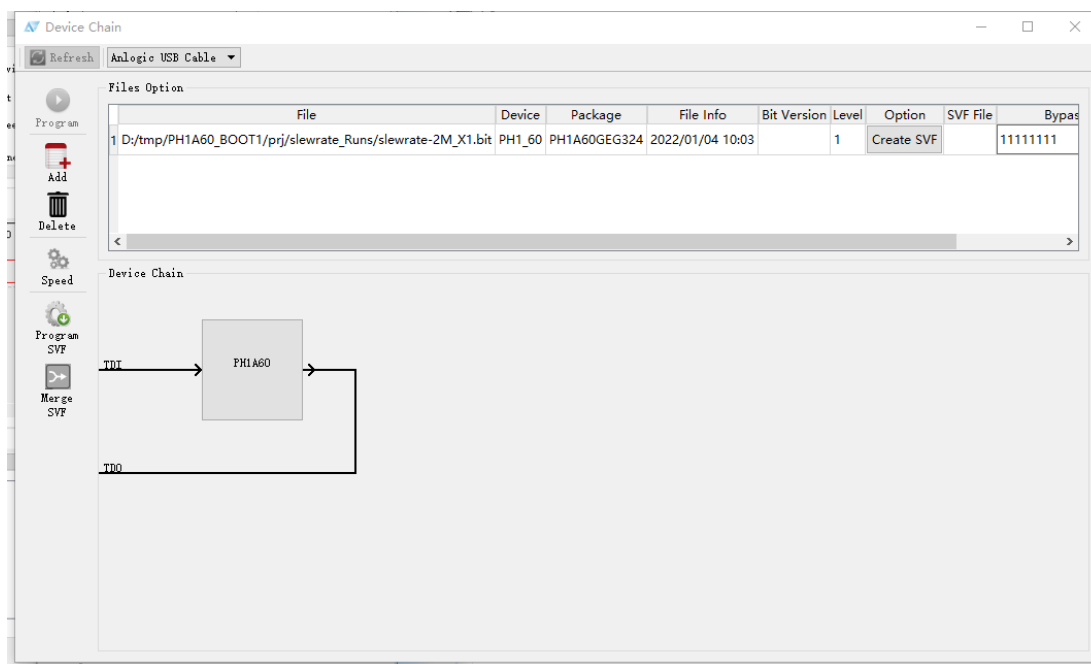 Device Chain
Refresh Anlogic USB Cable
Files Option
File Device Package File Info Bit Version Level Option SVF File Bypas
1 D:/tmp/PH1A60_BOOT1/prj/slewrate_Runs/slewrate-2M_X1.bit PH1_60 PH1A60GEG324 2022/01/04 10:03 1 Create SVF 11111111
Program
Add
Delete
Speed
Program
SVF
Merge
SVF
Device Chain
TDI
PH1A60
TDO